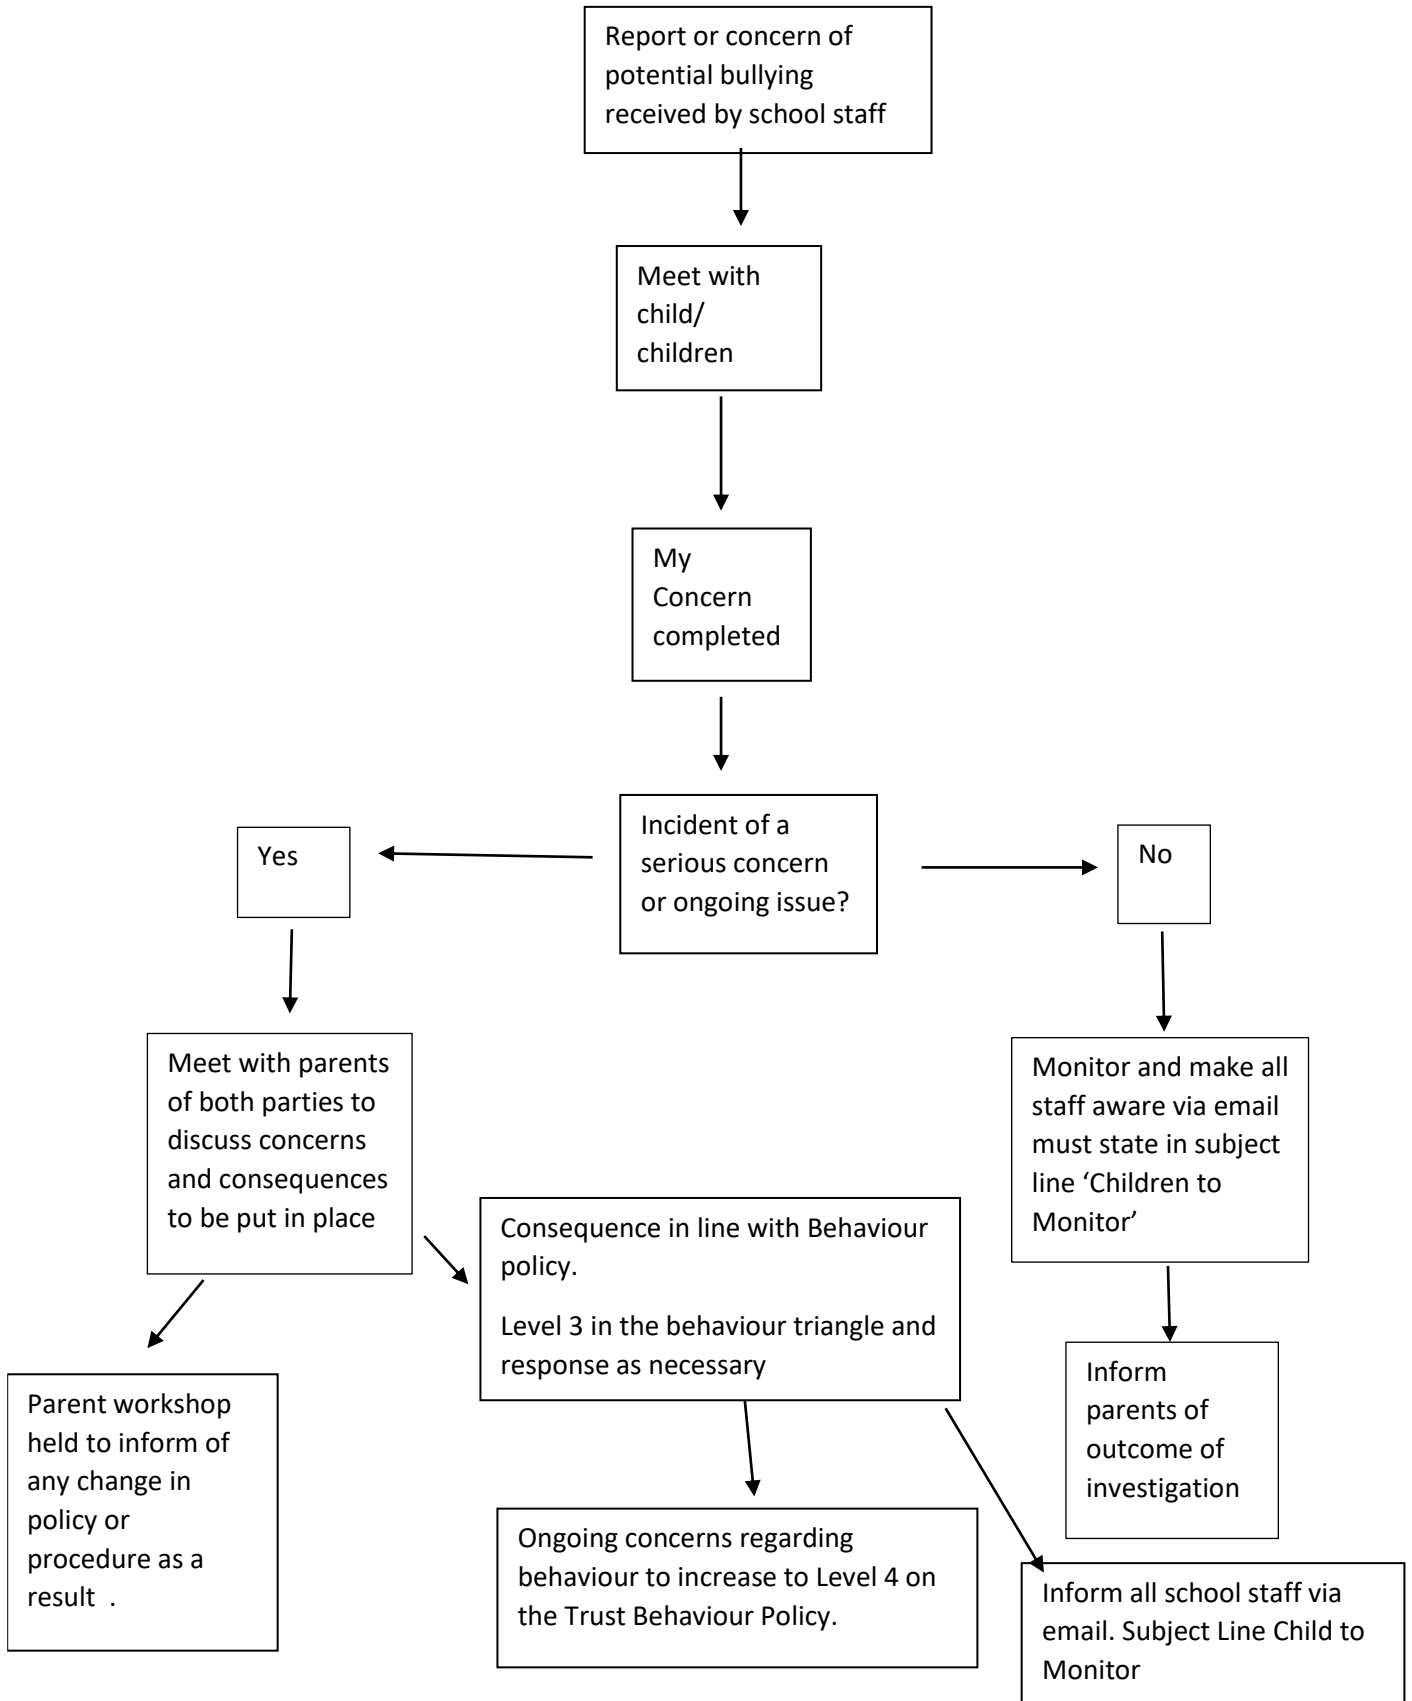 Report or concern of
potential bullying
received by school staff
Meet with
child/
children
My
Concern
completed
Incident of a
serious concern
or ongoing issue?
Yes
No
Meet with parents
of both parties to
discuss concerns
and consequences
to be put in place
Monitor and make all
staff aware via email
must state in subject
line ‘Children to
Monitor’
Consequence in line with Behaviour
policy.
Level 3 in the behaviour triangle and
response as necessary
Inform
parents of
outcome of
investigation
Parent workshop
held to inform of
any change in
policy or
procedure as a
result .
Ongoing concerns regarding
behaviour to increase to Level 4 on
the Trust Behaviour Policy.
Inform all school staff via
email. Subject Line Child to
Monitor